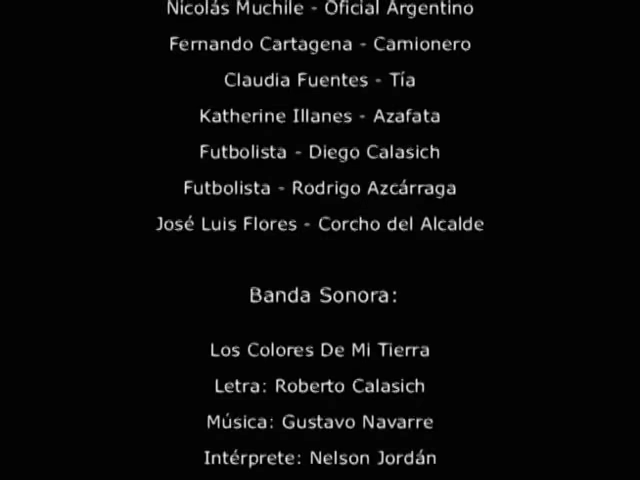 Nicolás Muchile - Oficial Argentino
Fernando Cartagena - Camionero
Claudia Fuentes - Tía
Katherine Illanes - Azafata
Futbolista - Diego Calasich
Futbolista - Rodrigo Azcárraga
José Luis Flores - Corcho del Alcalde
Banda Sonora:
Los Colores De Mi Tierra
Letra: Roberto Calasich
Música: Gustavo Navarre
Intérprete: Nelson Jordán